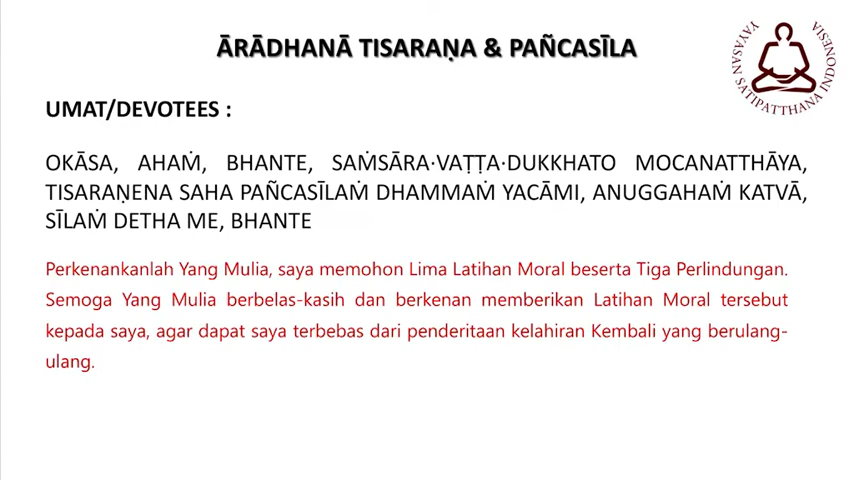 ĀRĀDHANĀ TISARAṆA & PAÑCASĪLA
YAYASAN SATIPATTHANA INDONESIA
UMAT/DEVOTEES :
OKĀSA, AHAṀ, BHANTE, SAṀSĀRA·VAṬṬA·DUKKHATO MOCANATTHĀYA,
TISARAṆENA SAHA PAÑCASĪLAṀ DHAMMAṀ YACĀMI, ANUGGAHAṀ KATVĀ,
SĪLAṀ DETHA ME, BHANTE
Perkenankanlah Yang Mulia, saya memohon Lima Latihan Moral beserta Tiga Perlindungan.
Semoga Yang Mulia berbelas-kasih dan berkenan memberikan Latihan Moral tersebut
kepada saya, agar dapat saya terbebas dari penderitaan kelahiran Kembali yang berulang-
ulang.